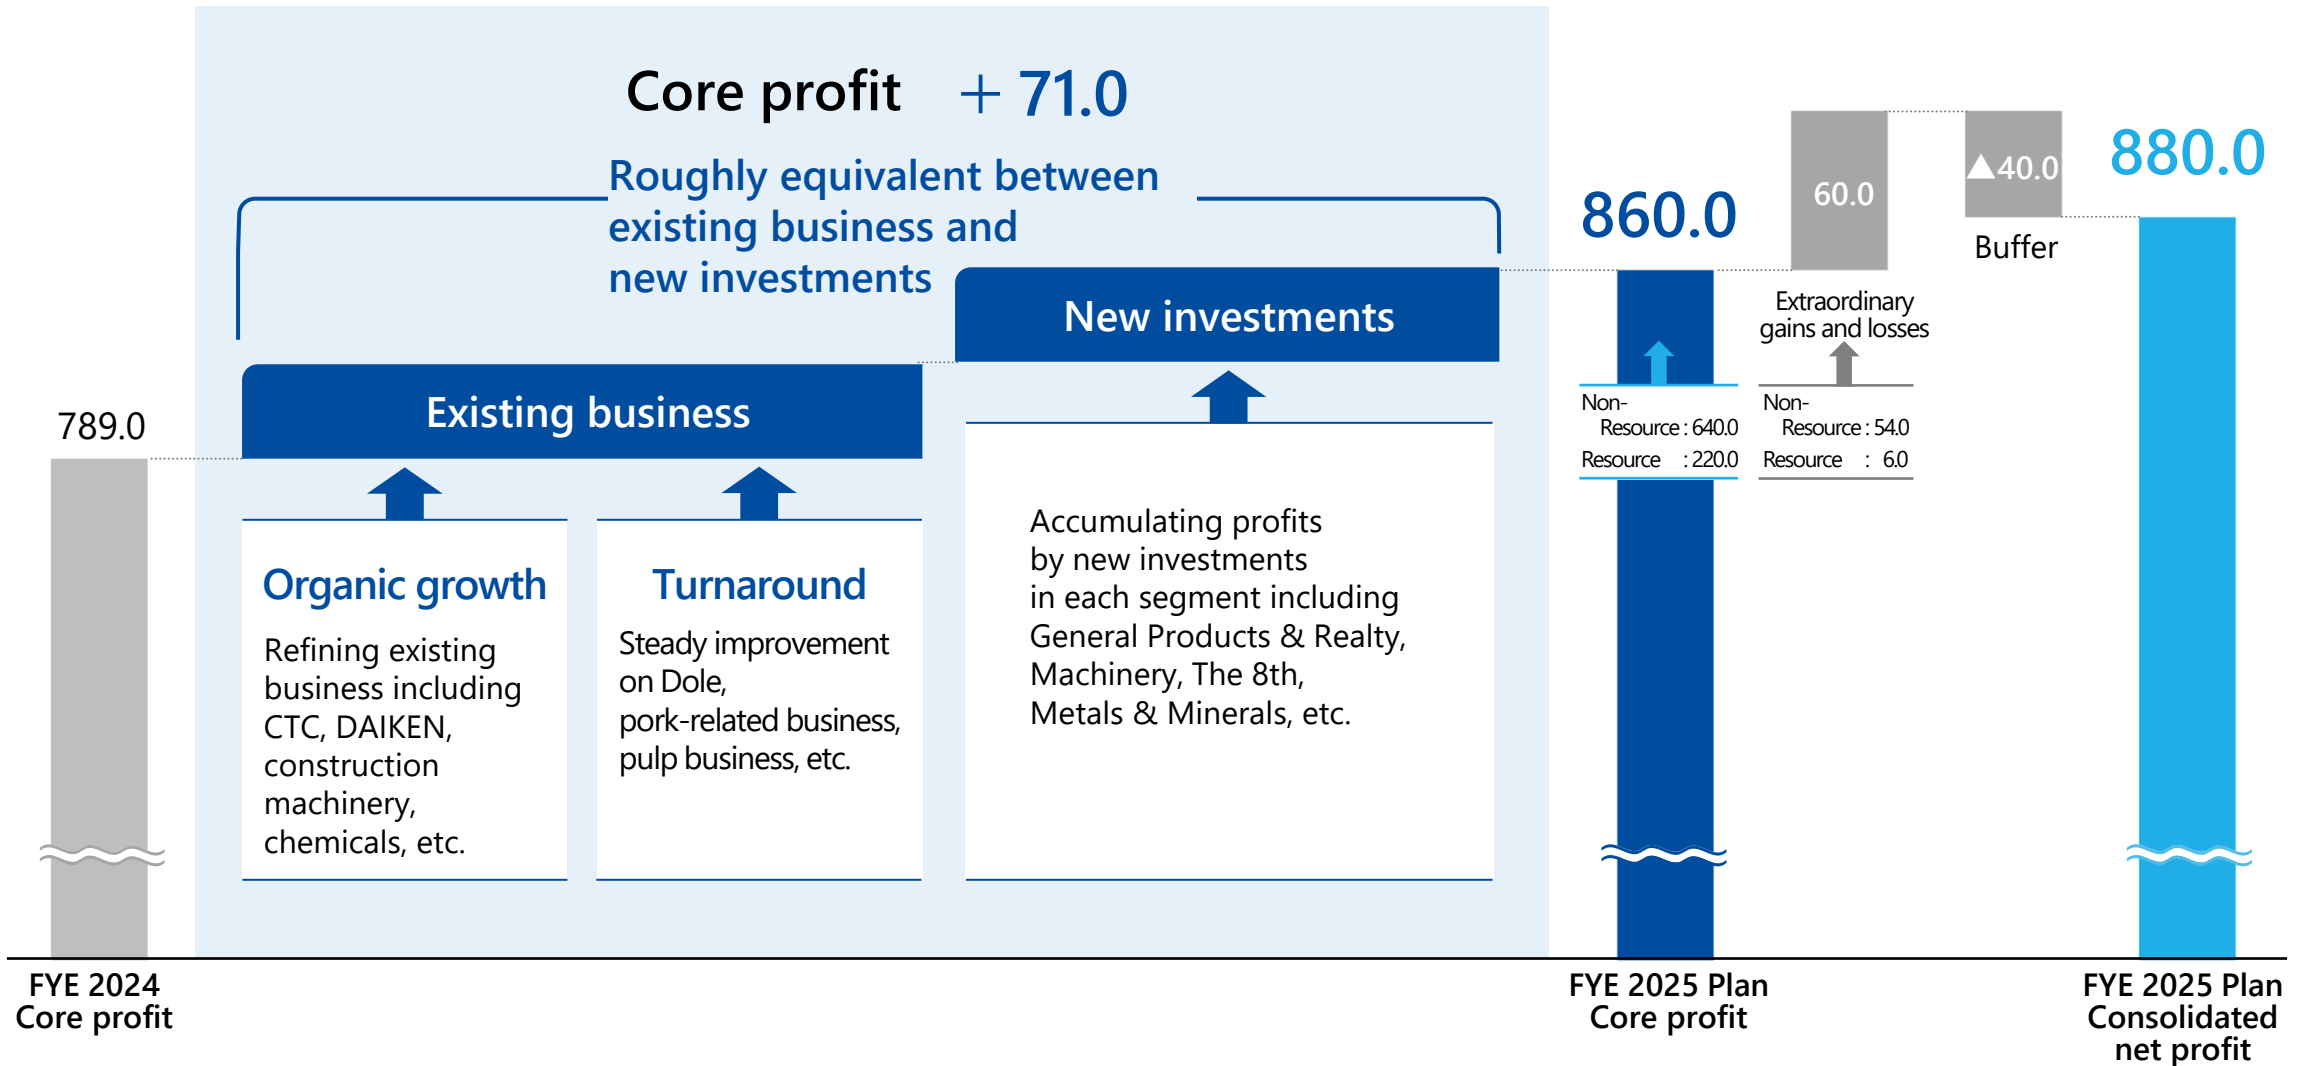 Core profit + 71.0
Roughly equivalent between
existing business and
new investments
789.0
Existing business
New investments
Organic growth
Refining existing
business including
CTC, DAIKEN,
construction
machinery,
chemicals, etc.
Turnaround
Steady improvement
on Dole,
pork-related business,
pulp business, etc.
Accumulating profits
by new investments
in each segment including
General Products & Realty,
Machinery, The 8th,
Metals & Minerals, etc.
860.0
Non-
Resource : 640.0
Resource : 220.0
60.0
Extraordinary
gains and losses
Non-
Resource : 54.0
Resource : 6.0
▲40.0
Buffer
880.0
FYE 2024
Core profit
FYE 2025 Plan
Core profit
FYE 2025 Plan
Consolidated
net profit